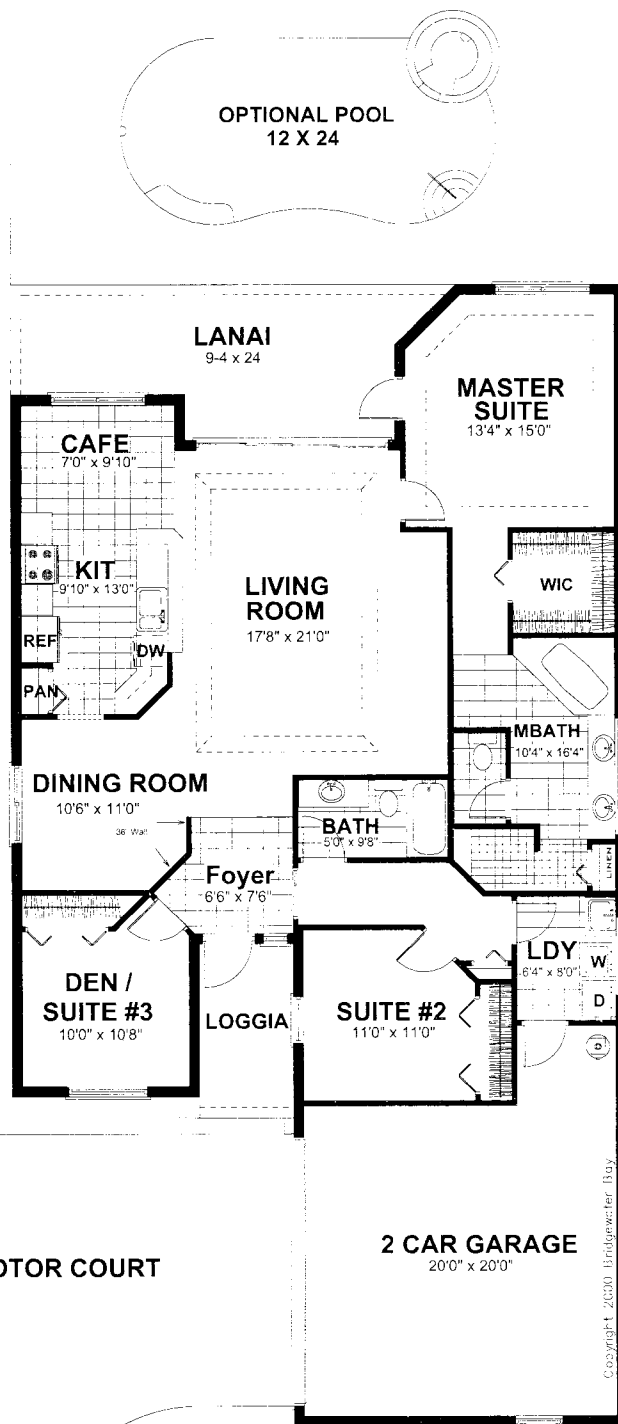 OPTIONAL POOL
12 X 24
LANAI
9-4 x 24
MASTER
SUITE
13'4" x 15'0"
CAFE
7'0" x 9'10"
KIT
9'10" x 13'0"
LIVING
ROOM
17'8" x 21'0"
WIC
REF
DW
PAN
MBATH
10'4" x 16'4"
DINING ROOM
10'6" x 11'0"
36" Wall
BATH
5'0" x 9'8"
LINEN
Foyer
6'6" x 7'6"
LDY
6'4" x 8'0"
W
D
DEN /
SUITE #3
10'0" x 10'8"
LOGGIA
SUITE #2
11'0" x 11'0"
2 CAR GARAGE
20'0" x 20'0"
OTOR COURT
Copyright 2000 Bridgewater Bay